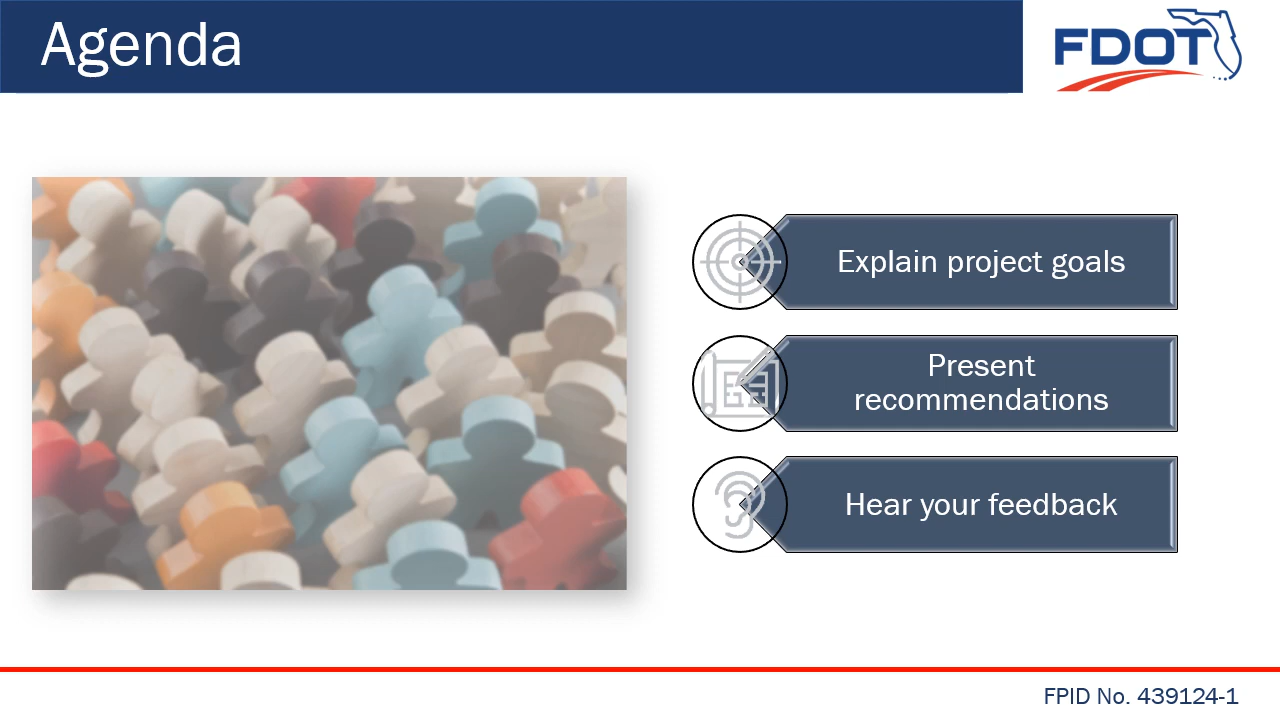 Agenda
FDOT
Explain project goals
Present
recommendations
Hear your feedback
FPID No. 439124-1